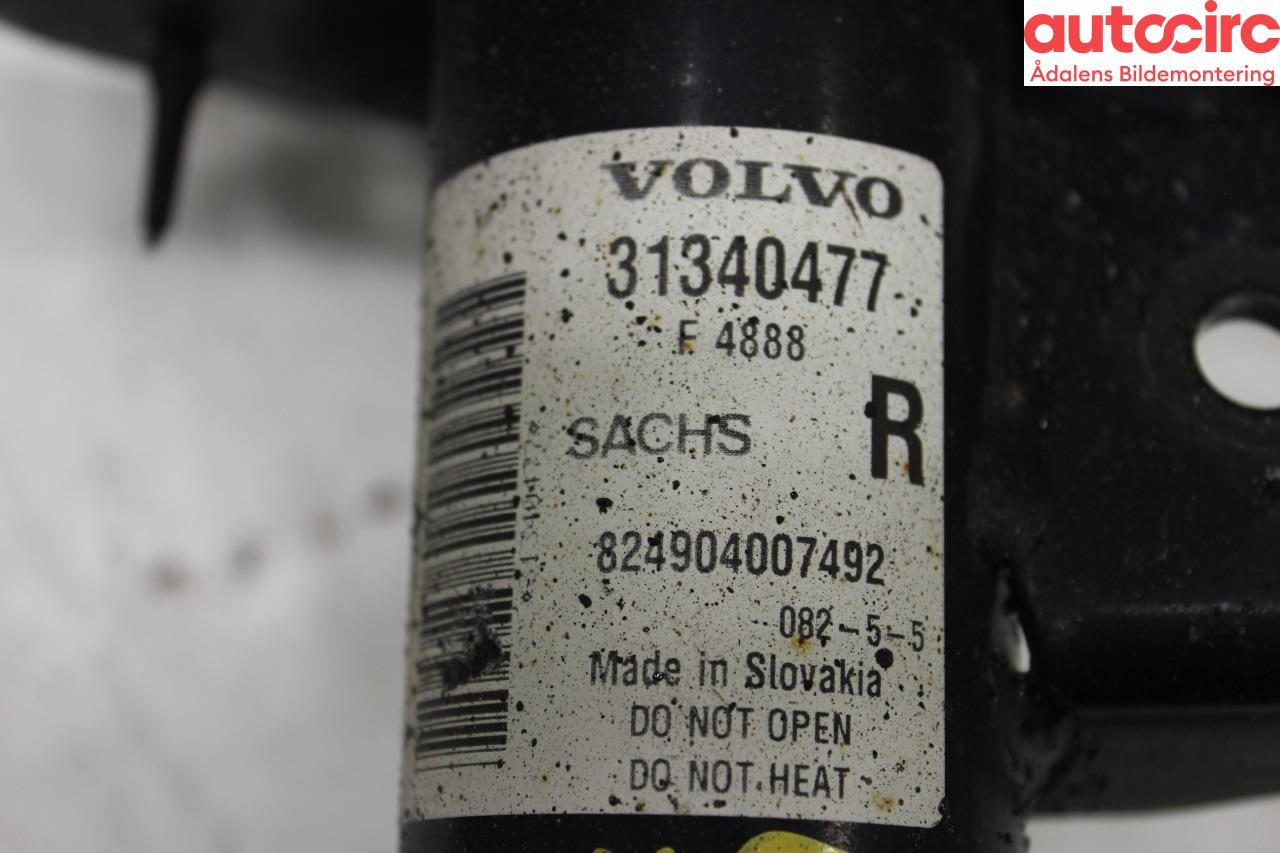 autocirc
Ådalens Bildemontering
VOLVO
31340477
F 4888
SACHS
R
824904007492
082-5-5
Made in Slovakia
DO NOT OPEN
DO NOT HEAT